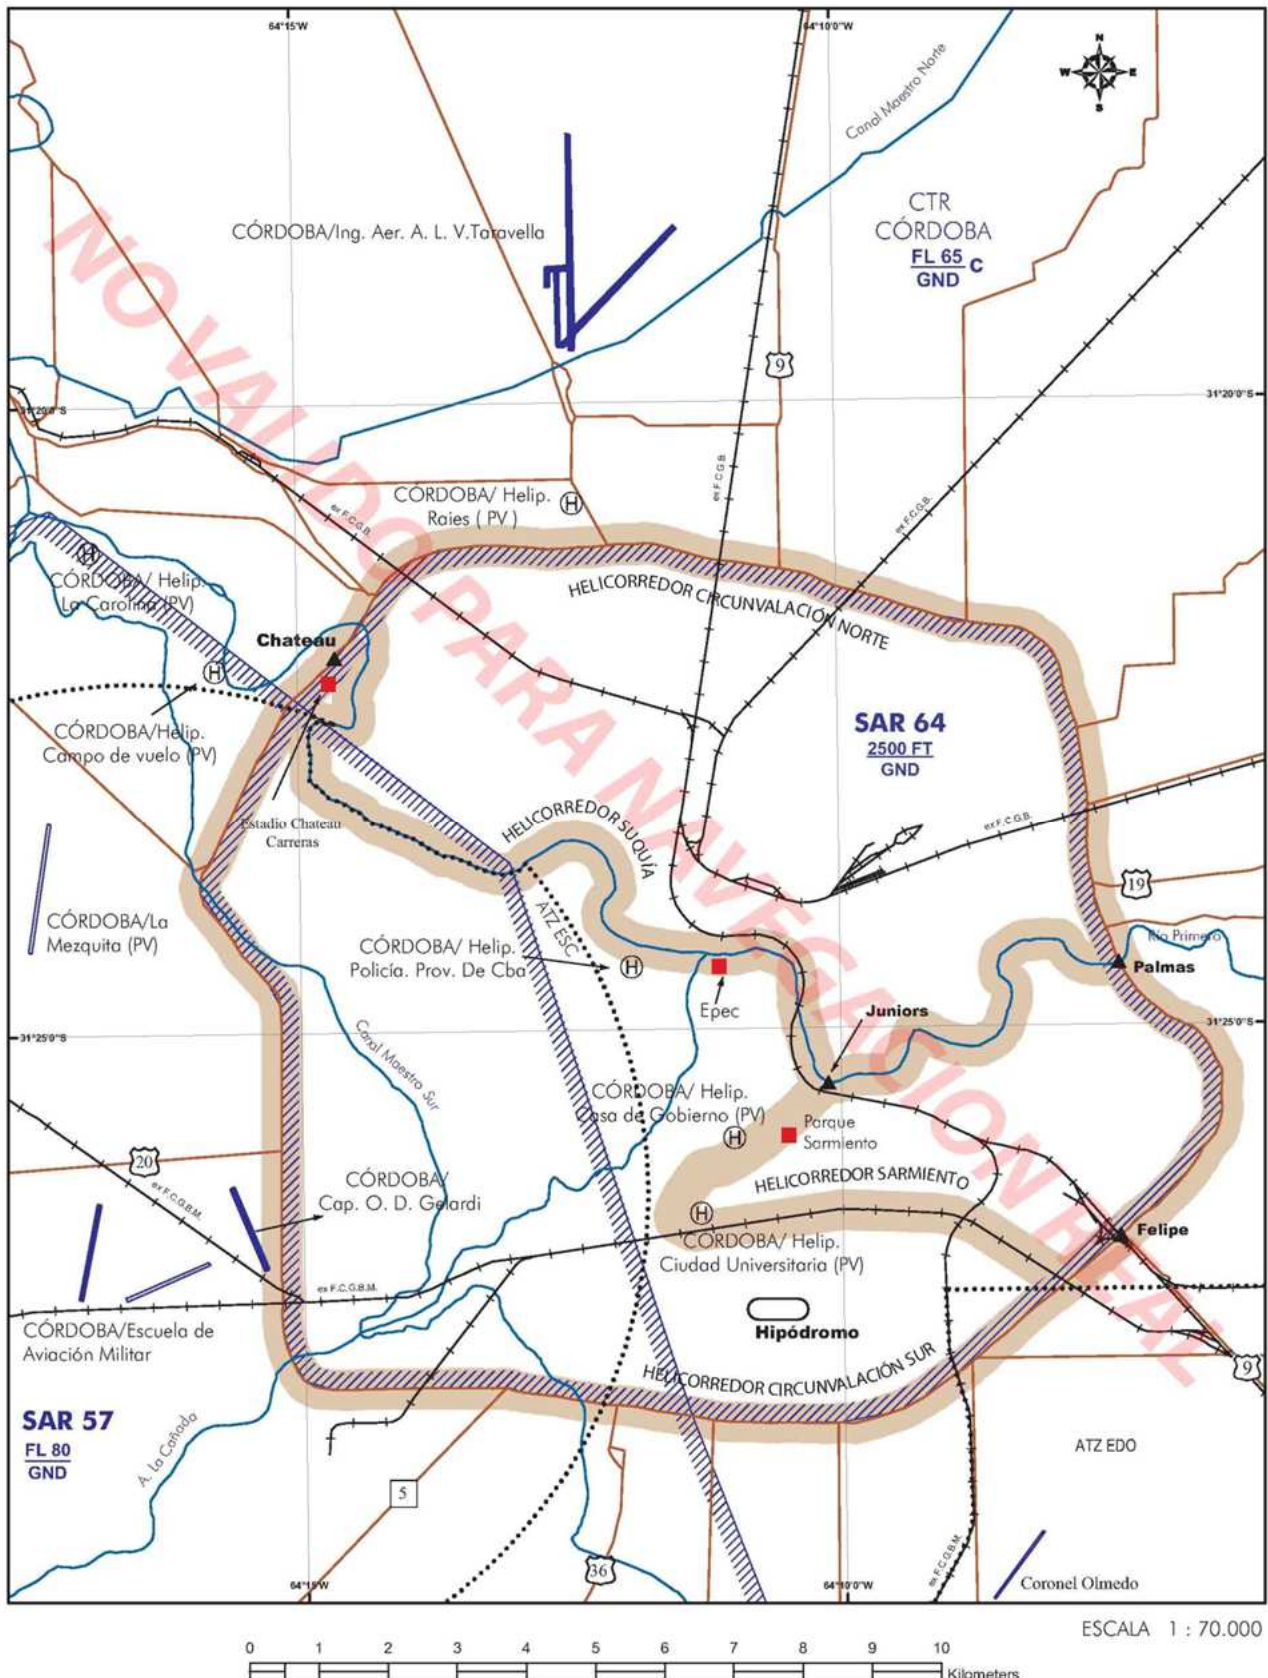 64°15'W
64°10'0"W
N
W E
S
Canal Maestro Norte
CTR
CÓRDOBA
FL 65 C
GND
CÓRDOBA/Ing. Aer. A. L. V.Taravella
NO VALIDO PARA NAVEGACION REAL
9
31°20'0"S
31°20'0"S
ex F.C.G.B.
ex F.C.G.B.
ex F.C.G.B.
CÓRDOBA/ Helip.
Raies ( PV )
H
H
CÓRDOBA/ Helip.
La Carolina (PV)
HELICORREDOR CIRCUNVALACIÓN NORTE
Chateau
H
CÓRDOBA/Helip.
Campo de vuelo (PV)
SAR 64
2500 FT
GND
Estadio Chateau
Carreras
HELICORREDOR SUQUÍA
ex F.C.G.B.
19
CÓRDOBA/La
Mezquita (PV)
ATZ ESC
CÓRDOBA/ Helip.
Policía. Prov. De Cba
H
Epec
Río Primero
Palmas
Juniors
31°25'0"S
31°25'0"S
Canal Maestro Sur
CÓRDOBA/ Helip.
Casa de Gobierno (PV)
H
Parque
Sarmiento
20
ex F.C.G.B.M.
CÓRDOBA/
Cap. O. D. Gelardi
HELICORREDOR SARMIENTO
H
CÓRDOBA/ Helip.
Ciudad Universitaria (PV)
Felipe
ex F.C.G.B.M.
CÓRDOBA/Escuela de
Aviación Militar
Hipódromo
HELICORREDOR CIRCUNVALACIÓN SUR
9
SAR 57
FL 80
GND
A. La Cañada
5
36
ATZ EDO
ex F.C.G.B.M.
Coronel Olmedo
64°15'W
64°10'0"W
ESCALA 1 : 70.000
0 1 2 3 4 5 6 7 8 9 10
Kilometers